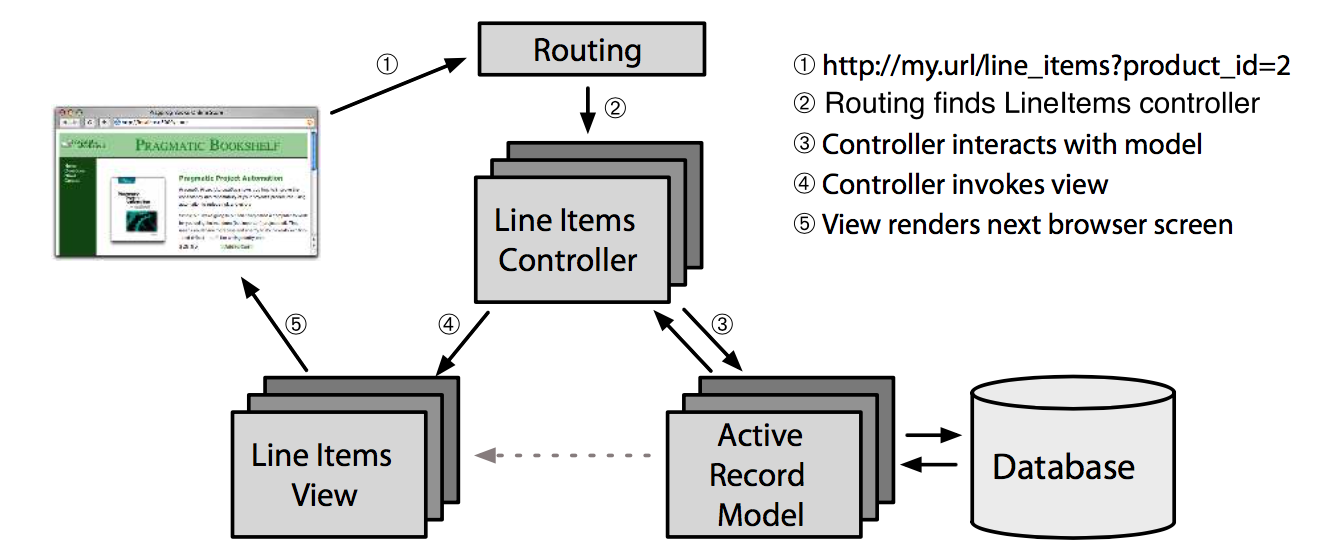 Routing
① http://my.url/line_items?product_id=2
② Routing finds LineItems controller
③ Controller interacts with model
④ Controller invokes view
⑤ View renders next browser screen
①
②
PRAGMATIC BOOKSHELF
Pragmatic Project Automation
Line Items
Controller
⑤
④
③
Line Items
View
Active
Record
Model
Database